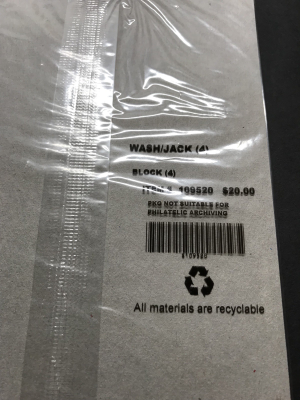 WASH/JACK (4)
BLOCK (4)
ITEM # 109520 $20.00
PKG NOT SUITABLE FOR
PHILATELIC ARCHIVING
All materials are recyclable